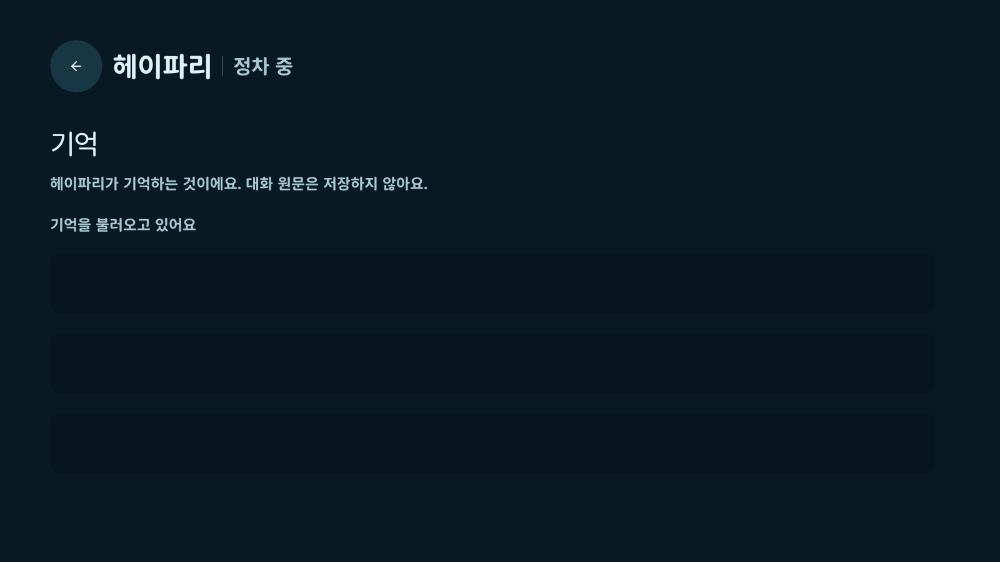 헤이파리 정차 중
기억
헤이파리가 기억하는 것이에요. 대화 원문은 저장하지 않아요.
기억을 불러오고 있어요